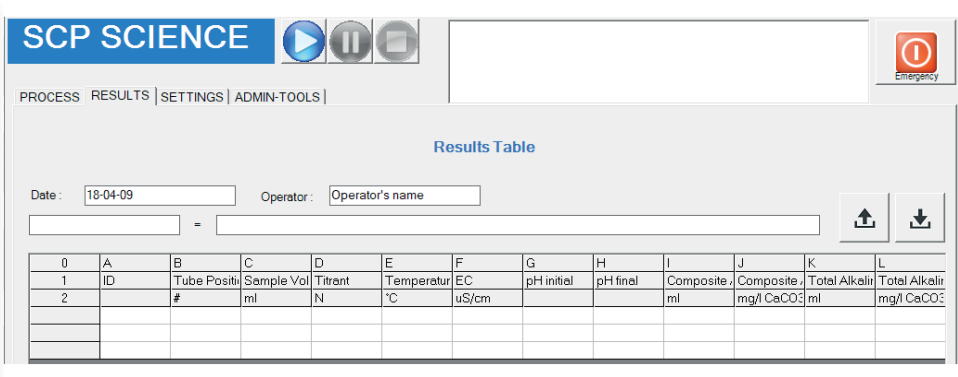 SCP SCIENCE
Emergency
PROCESS RESULTS SETTINGS ADMIN-TOOLS
Results Table
Date : 18-04-09 Operator : Operator's name
=
0 A B C D E F G H I J K L
1 ID Tube Positi Sample Vol Titrant Temperatur EC pH initial pH final Composite Composite Total Alkalin Total Alkalir
2 # ml N °C uS/cm ml mg/l CaCO3 ml mg/l CaCO3